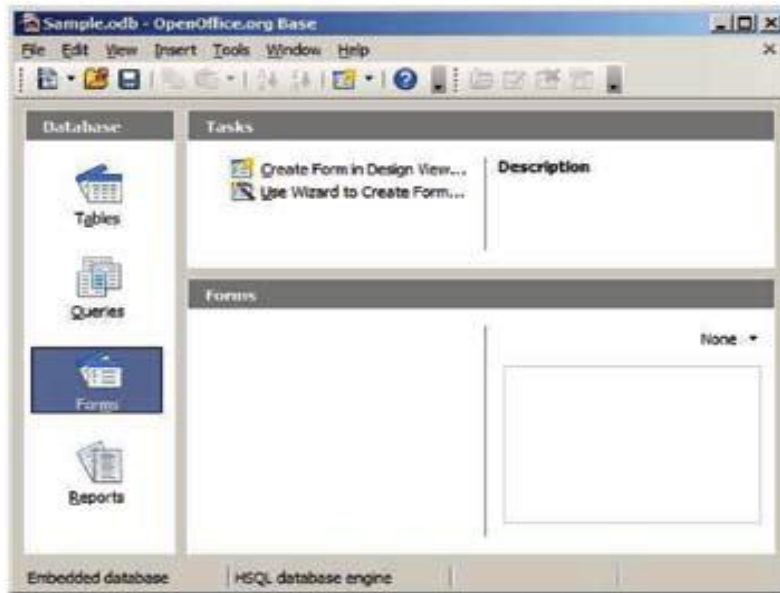 Sample.odb - OpenOffice.org Base
File Edit View Insert Tools Window Help
Database
Tables
Queries
Forms
Reports
Tasks
Create Form in Design View...
Use Wizard to Create Form...
Description
Forms
None
Embedded database
HSQL database engine